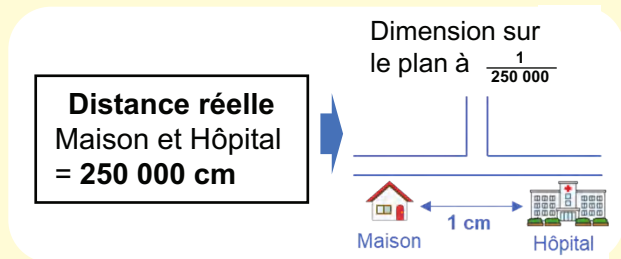 Distance réelle
Maison et Hôpital
= 250 000 cm
Dimension sur
le plan à 1/250 000
1 cm
Maison
Hôpital